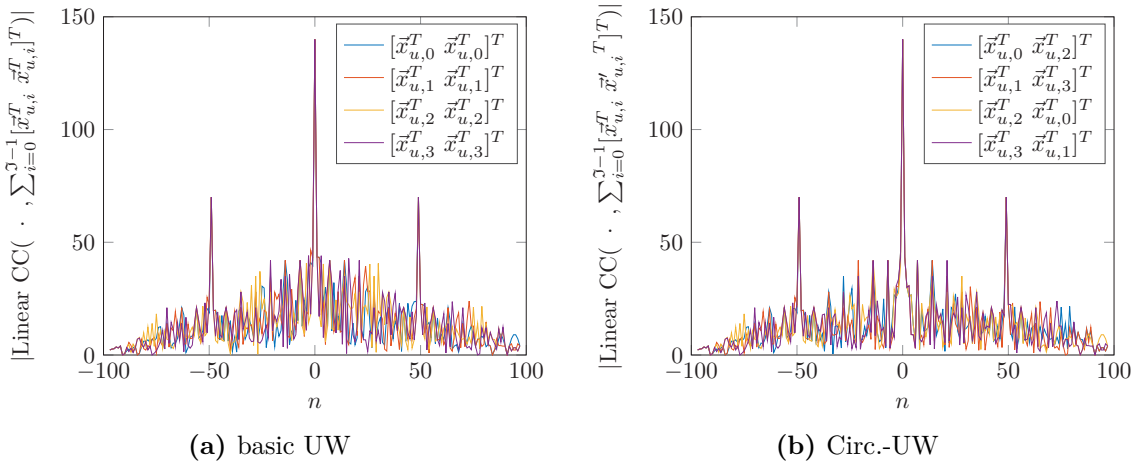 |Linear CC( · , ∑_{i=0}^{ℑ−1}[x⃗_{u,i}^T x⃗_{u,i}^T]^T)|
150
100
50
0
−100 −50 0 50 100
n
[x⃗_{u,0}^T x⃗_{u,0}^T]^T
[x⃗_{u,1}^T x⃗_{u,1}^T]^T
[x⃗_{u,2}^T x⃗_{u,2}^T]^T
[x⃗_{u,3}^T x⃗_{u,3}^T]^T
(a) basic UW
|Linear CC( · , ∑_{i=0}^{ℑ−1}[x⃗_{u,i}^T x⃗′_{u,i}^T]^T)|
150
100
50
0
−100 −50 0 50 100
n
[x⃗_{u,0}^T x⃗_{u,2}^T]^T
[x⃗_{u,1}^T x⃗_{u,3}^T]^T
[x⃗_{u,2}^T x⃗_{u,0}^T]^T
[x⃗_{u,3}^T x⃗_{u,1}^T]^T
(b) Circ.-UW